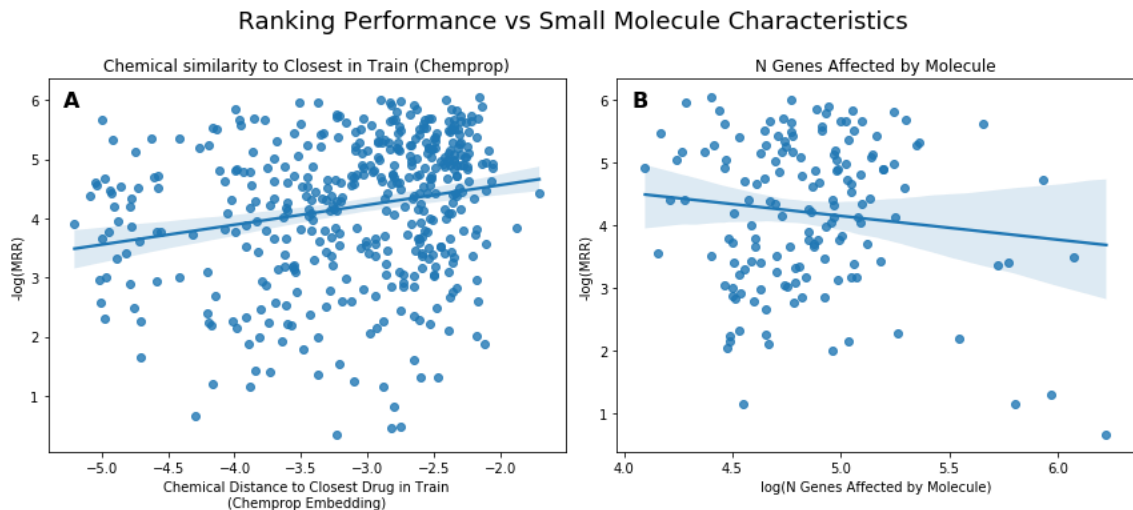 Ranking Performance vs Small Molecule Characteristics
Chemical similarity to Closest in Train (Chemprop)
A
6
5
4
3
2
1
-log(MRR)
−5.0 −4.5 −4.0 −3.5 −3.0 −2.5 −2.0
Chemical Distance to Closest Drug in Train
(Chemprop Embedding)
N Genes Affected by Molecule
B
6
5
4
3
2
1
-log(MRR)
4.0 4.5 5.0 5.5 6.0
log(N Genes Affected by Molecule)